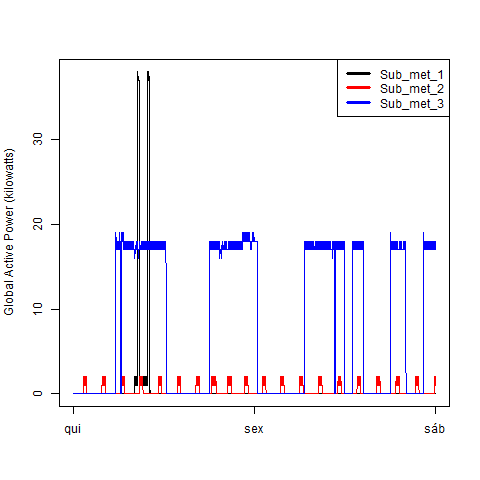 Sub_met_1
Sub_met_2
Sub_met_3
Global Active Power (kilowatts)
30
20
10
0
qui sex sáb